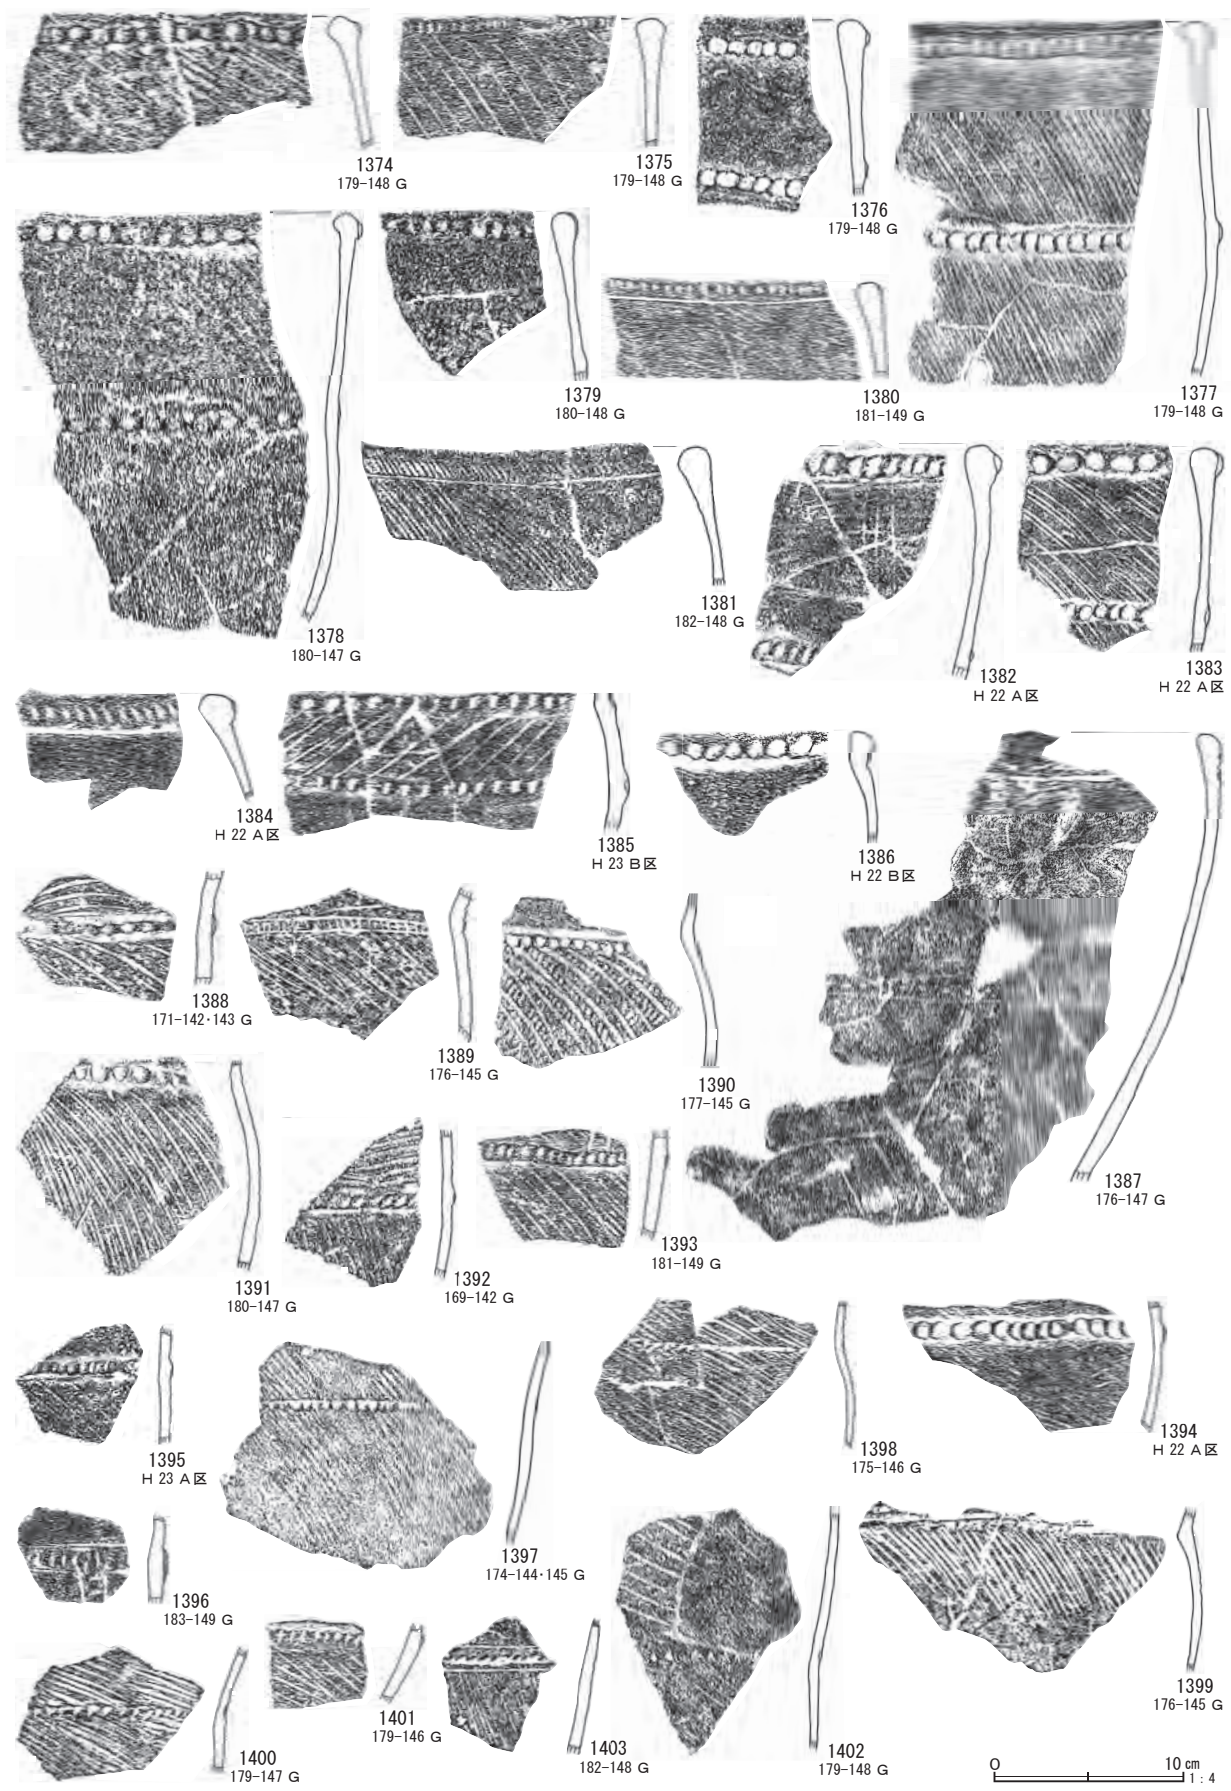 1374
179-148 G
1375
179-148 G
1376
179-148 G
1377
179-148 G
1378
180-147 G
1379
180-148 G
1380
181-149 G
1381
182-148 G
1382
H 22 A区
1383
H 22 A区
1384
H 22 A区
1385
H 23 B区
1386
H 22 B区
1387
176-147 G
1388
171-142・143 G
1389
176-145 G
1390
177-145 G
1391
180-147 G
1392
169-142 G
1393
181-149 G
1394
H 22 A区
1395
H 23 A区
1396
183-149 G
1397
174-144・145 G
1398
175-146 G
1399
176-145 G
1400
179-147 G
1401
179-146 G
1403
182-148 G
1402
179-148 G
0 10 cm
1 : 4